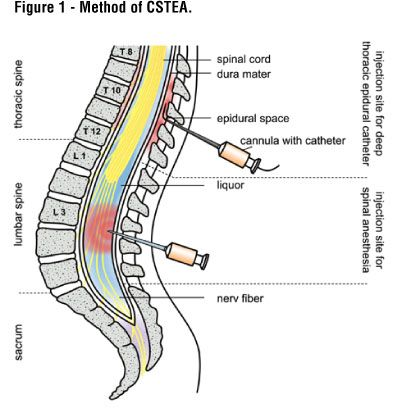 Figure 1 - Method of CSTEA.
T 8
T 10
T 12
L 1
L 3
thoracic spine
lumbar spine
sacrum
spinal cord
dura mater
epidural space
cannula with catheter
liquor
nerv fiber
injection site for deep
thoracic epidural catheter
injection site for
spinal anesthesia